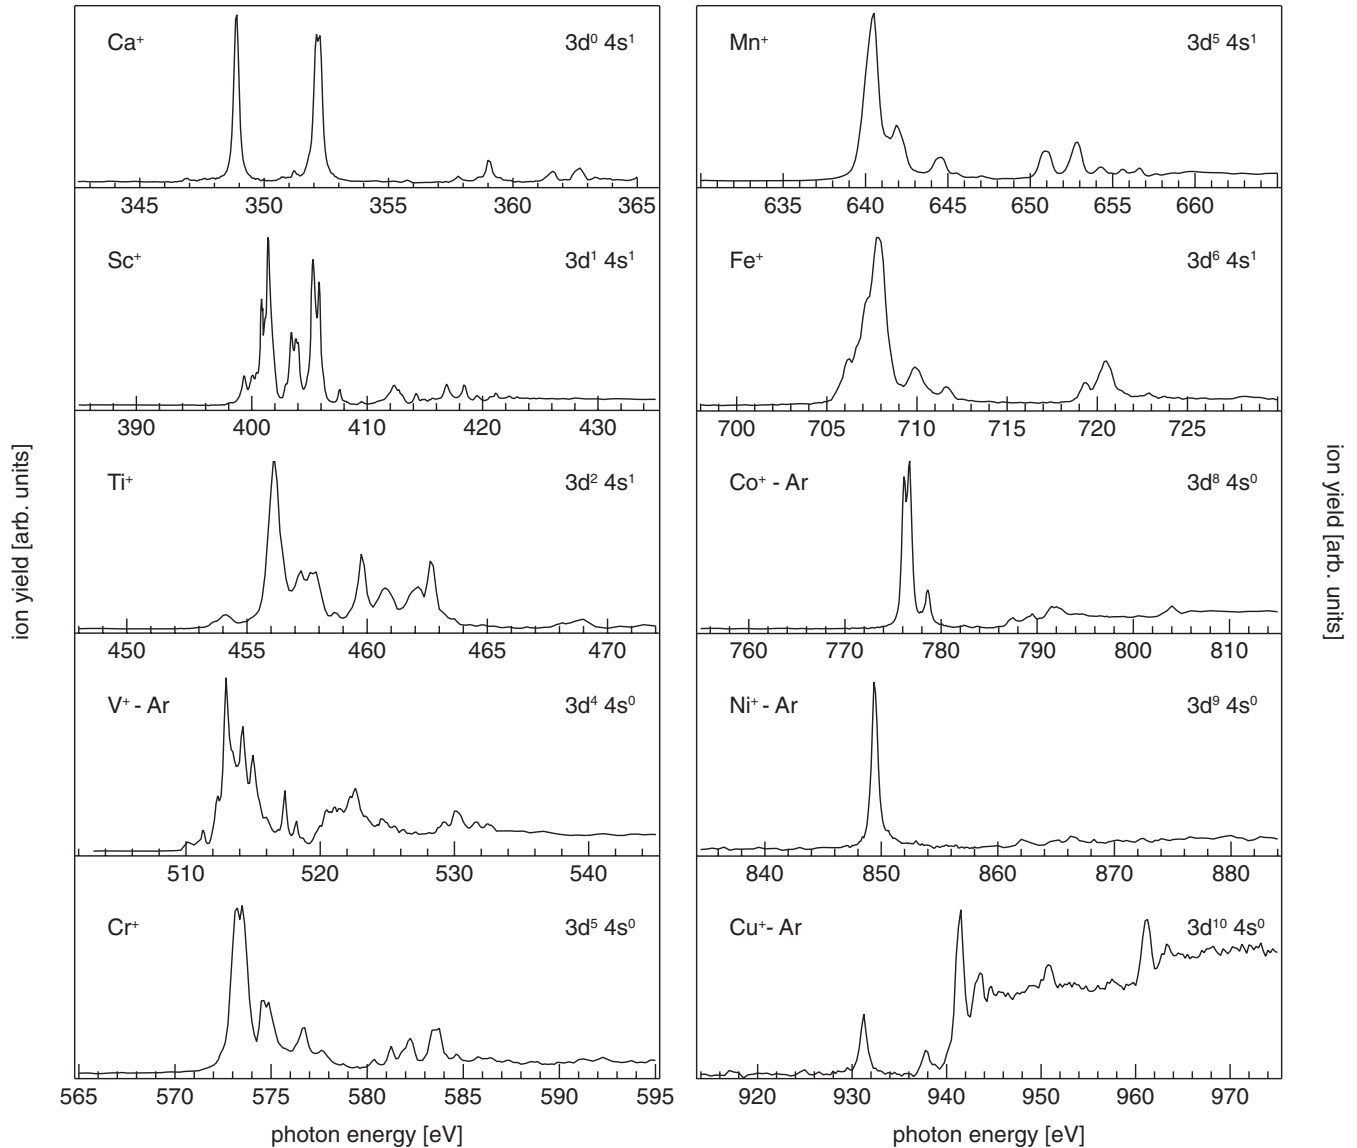 Ca⁺ 3d⁰ 4s¹
345 350 355 360 365
Sc⁺ 3d¹ 4s¹
390 400 410 420 430
Ti⁺ 3d² 4s¹
450 455 460 465 470
V⁺ - Ar 3d⁴ 4s⁰
510 520 530 540
Cr⁺ 3d⁵ 4s⁰
565 570 575 580 585 590 595
photon energy [eV]
ion yield [arb. units]
Mn⁺ 3d⁵ 4s¹
635 640 645 650 655 660
Fe⁺ 3d⁶ 4s¹
700 705 710 715 720 725
Co⁺ - Ar 3d⁸ 4s⁰
760 770 780 790 800 810
Ni⁺ - Ar 3d⁹ 4s⁰
840 850 860 870 880
Cu⁺- Ar 3d¹⁰ 4s⁰
920 930 940 950 960 970
photon energy [eV]
ion yield [arb. units]